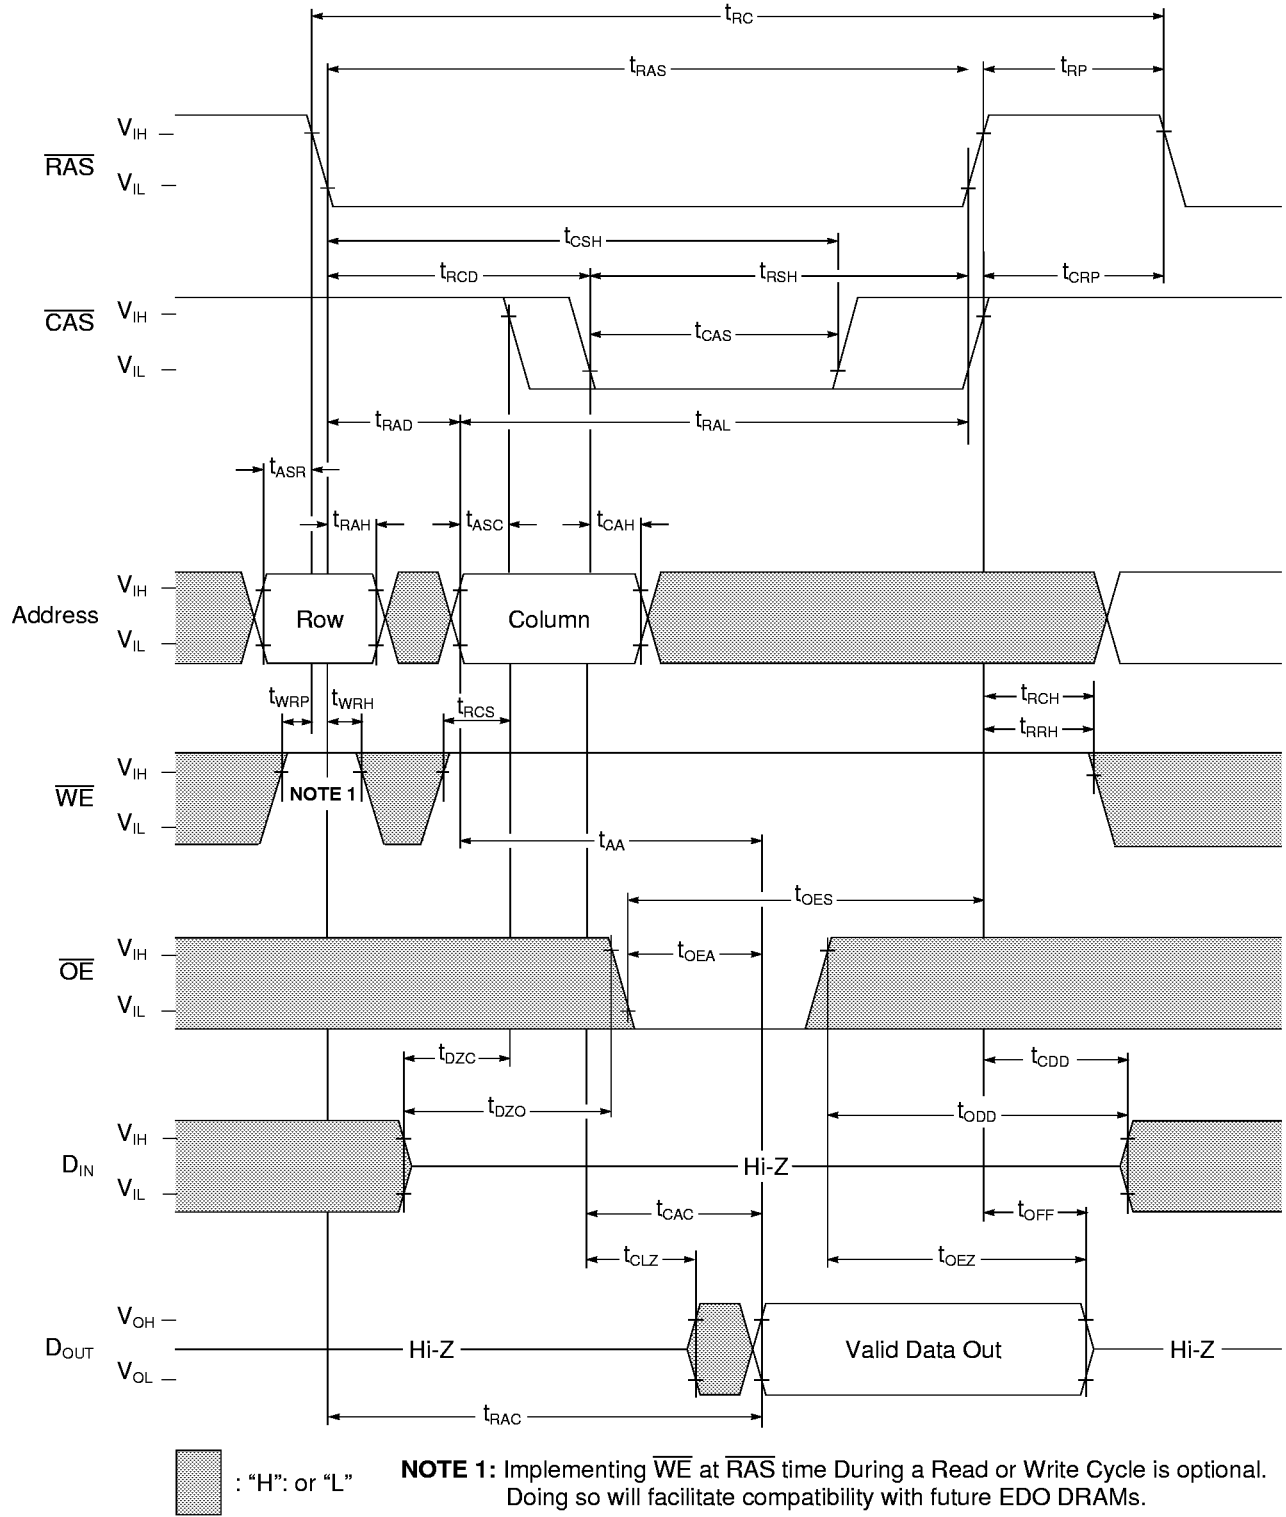 tRC
tRAS
tRP
VIH
RAS
VIL
tCSH
tRCD
tRSH
tCRP
VIH
CAS
tCAS
VIL
tRAD
tRAL
tASR
tRAH
tASC
tCAH
VIH
Address
Row
Column
VIL
tWRP
tWRH
tRCS
tRCH
tRRH
VIH
WE
NOTE 1
VIL
tAA
tOES
VIH
OE
tOEA
VIL
tDZC
tCDD
tDZO
tODD
VIH
DIN
Hi-Z
VIL
tCAC
tOFF
tCLZ
tOEZ
VOH
DOUT
Hi-Z
Valid Data Out
Hi-Z
VOL
tRAC
: “H”: or “L”
NOTE 1: Implementing WE at RAS time During a Read or Write Cycle is optional.
Doing so will facilitate compatibility with future EDO DRAMs.